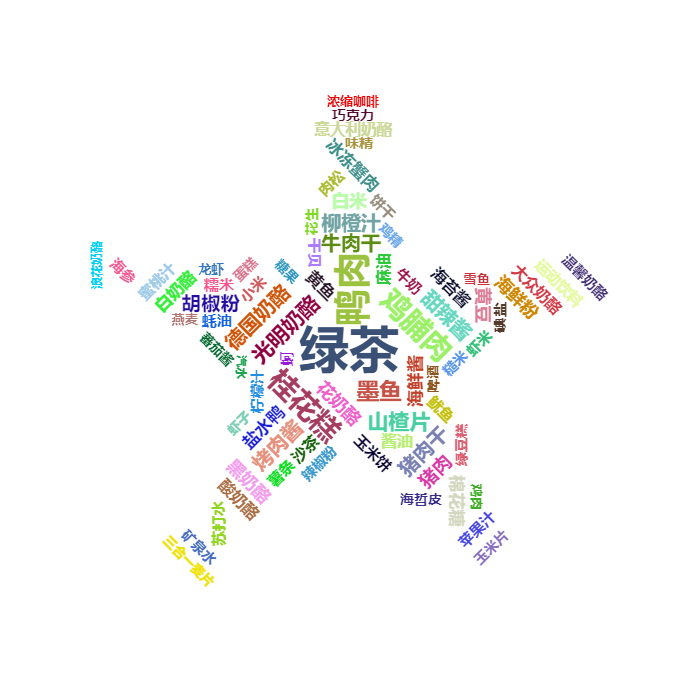 浓缩咖啡
巧克力
意大利奶酪
味精
冰冻蟹肉
肉松
白米
饼干
花生
柳橙汁
鸡精
牛肉干
干贝
鸭肉
麻油
浪花奶酪
海参
蜜桃汁
白奶酪
龙虾
糯米
蛋糕
小米
糖果
黄鱼
牛奶
海苔酱
雪鱼
大众奶酪
运动饮料
温馨奶酪
胡椒粉
燕麦
蚝油
德国奶酪
光明奶酪
鸡脯肉
甜辣酱
黄豆
海鲜粉
碘盐
虾米
番茄酱
汽水
蚵
绿茶
糙米
柠檬汁
桂花糕
花奶酪
墨鱼
海鲜酱
啤酒
鱿鱼
虾子
盐水鸭
烤肉酱
沙茶
山楂片
酱油
玉米饼
猪肉干
绿豆糕
黑奶酪
薯条
辣椒粉
猪肉
酸奶酪
海哲皮
棉花糖
鸡肉
苏打水
苹果汁
矿泉水
玉米片
三合一麦片